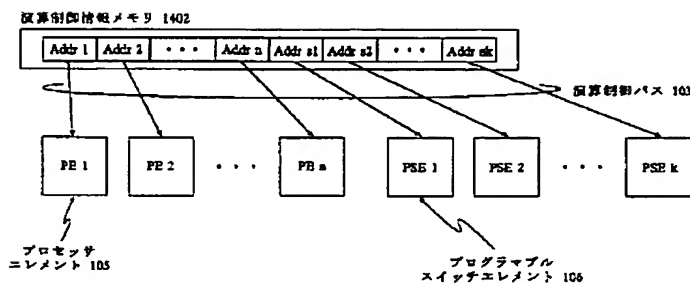 演算制御情報メモリ 1402
Addr 1 Addr 2 ・・・ Addr n Addr s1 Addr s2 ・・・ Addr sk
演算制御バス 103
PE 1 PE 2 ・・・ PE n PSE 1 PSE 2 ・・・ PSE k
プロセッサ
エレメント 105
プログラマブル
スイッチエレメント 106